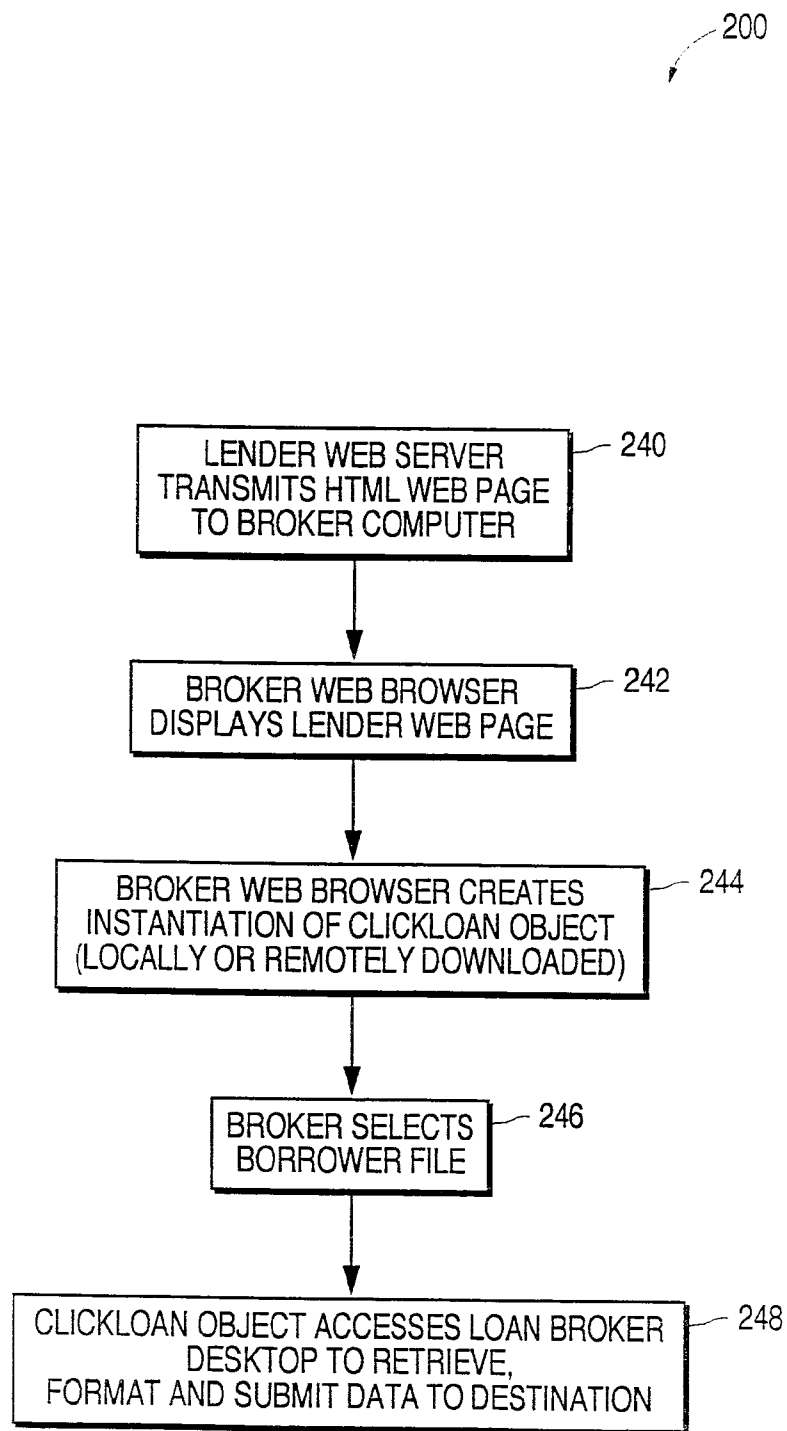 200
LENDER WEB SERVER
TRANSMITS HTML WEB PAGE
TO BROKER COMPUTER
240
BROKER WEB BROWSER
DISPLAYS LENDER WEB PAGE
242
BROKER WEB BROWSER CREATES
INSTANTIATION OF CLICKLOAN OBJECT
(LOCALLY OR REMOTELY DOWNLOADED)
244
BROKER SELECTS
BORROWER FILE
246
CLICKLOAN OBJECT ACCESSES LOAN BROKER
DESKTOP TO RETRIEVE,
FORMAT AND SUBMIT DATA TO DESTINATION
248